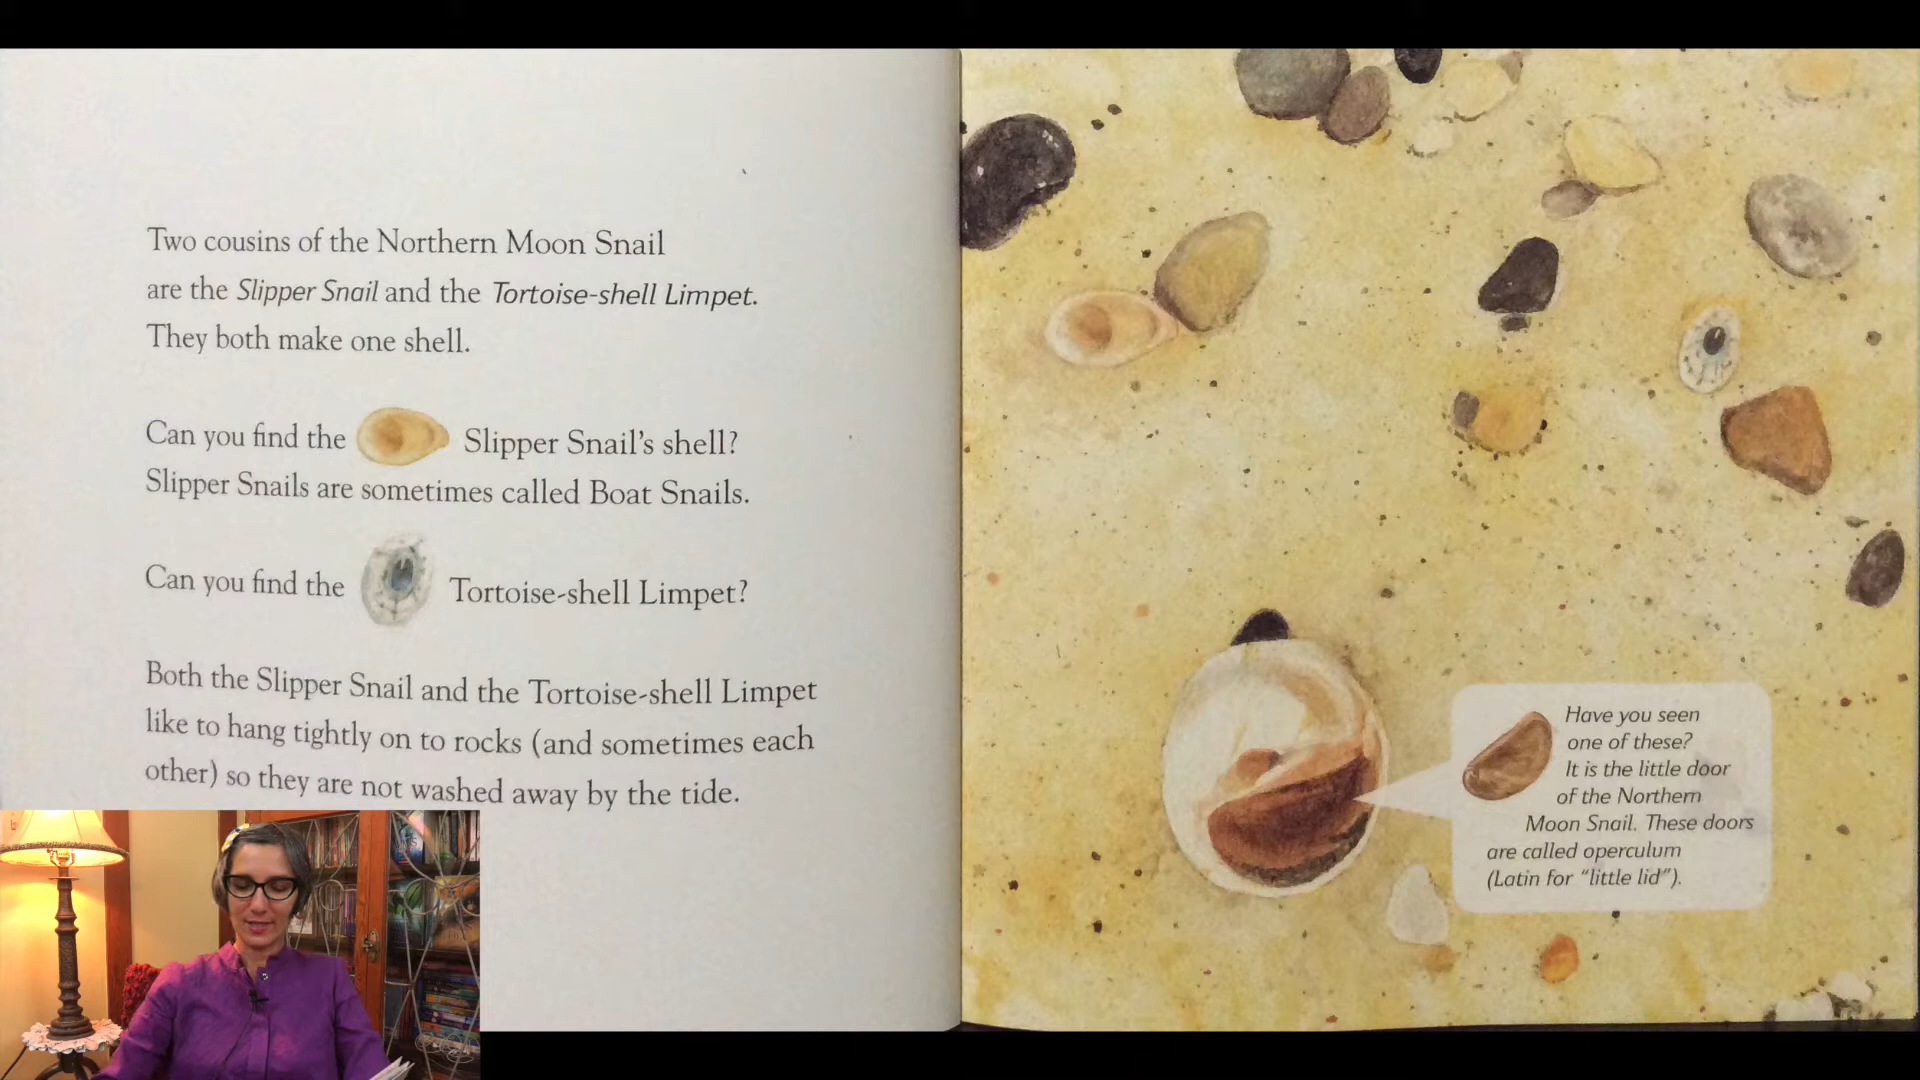 Two cousins of the Northern Moon Snail
are the Slipper Snail and the Tortoise-shell Limpet.
They both make one shell.
Can you find the Slipper Snail's shell?
Slipper Snails are sometimes called Boat Snails.
Can you find the Tortoise-shell Limpet?
Both the Slipper Snail and the Tortoise-shell Limpet
like to hang tightly on to rocks (and sometimes each
other) so they are not washed away by the tide.
Have you seen
one of these?
It is the little door
of the Northern
Moon Snail. These doors
are called operculum
(Latin for "little lid").